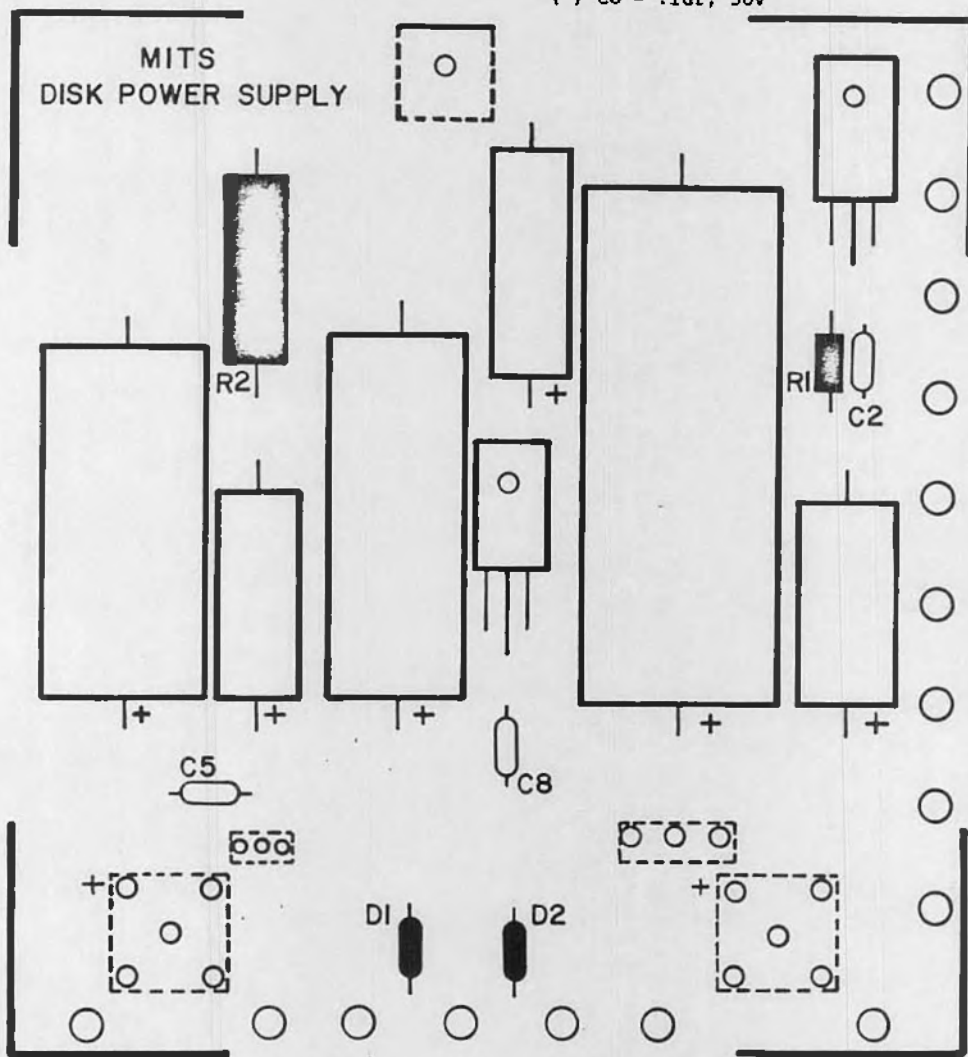 MITS
DISK POWER SUPPLY
R2
+
R1
C2
+
+
+
+
+
C5
C8
+
+
D1
D2